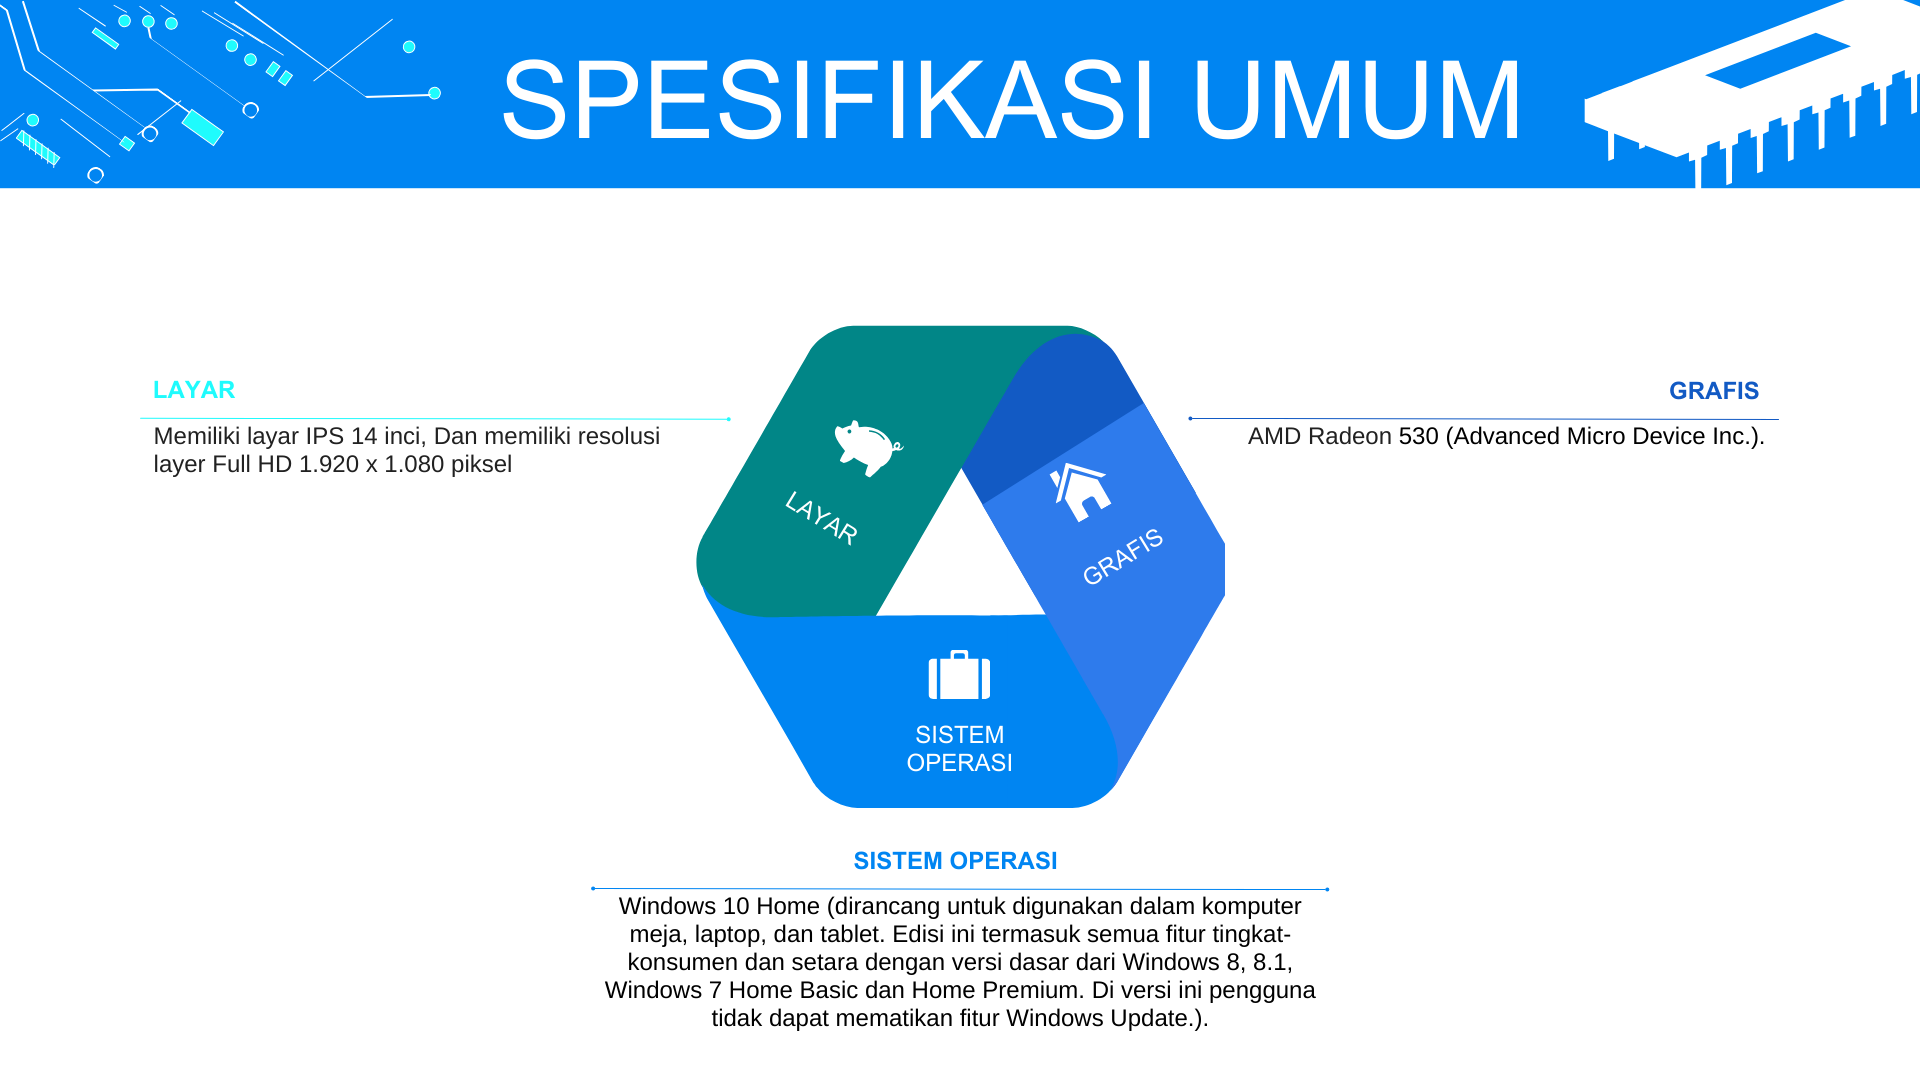 SPESIFIKASI UMUM
LAYAR
Memiliki layar IPS 14 inci, Dan memiliki resolusi
layer Full HD 1.920 x 1.080 piksel
GRAFIS
AMD Radeon 530 (Advanced Micro Device Inc.).
LAYAR
GRAFIS
SISTEM
OPERASI
SISTEM OPERASI
Windows 10 Home (dirancang untuk digunakan dalam komputer
meja, laptop, dan tablet. Edisi ini termasuk semua fitur tingkat-
konsumen dan setara dengan versi dasar dari Windows 8, 8.1,
Windows 7 Home Basic dan Home Premium. Di versi ini pengguna
tidak dapat mematikan fitur Windows Update.).